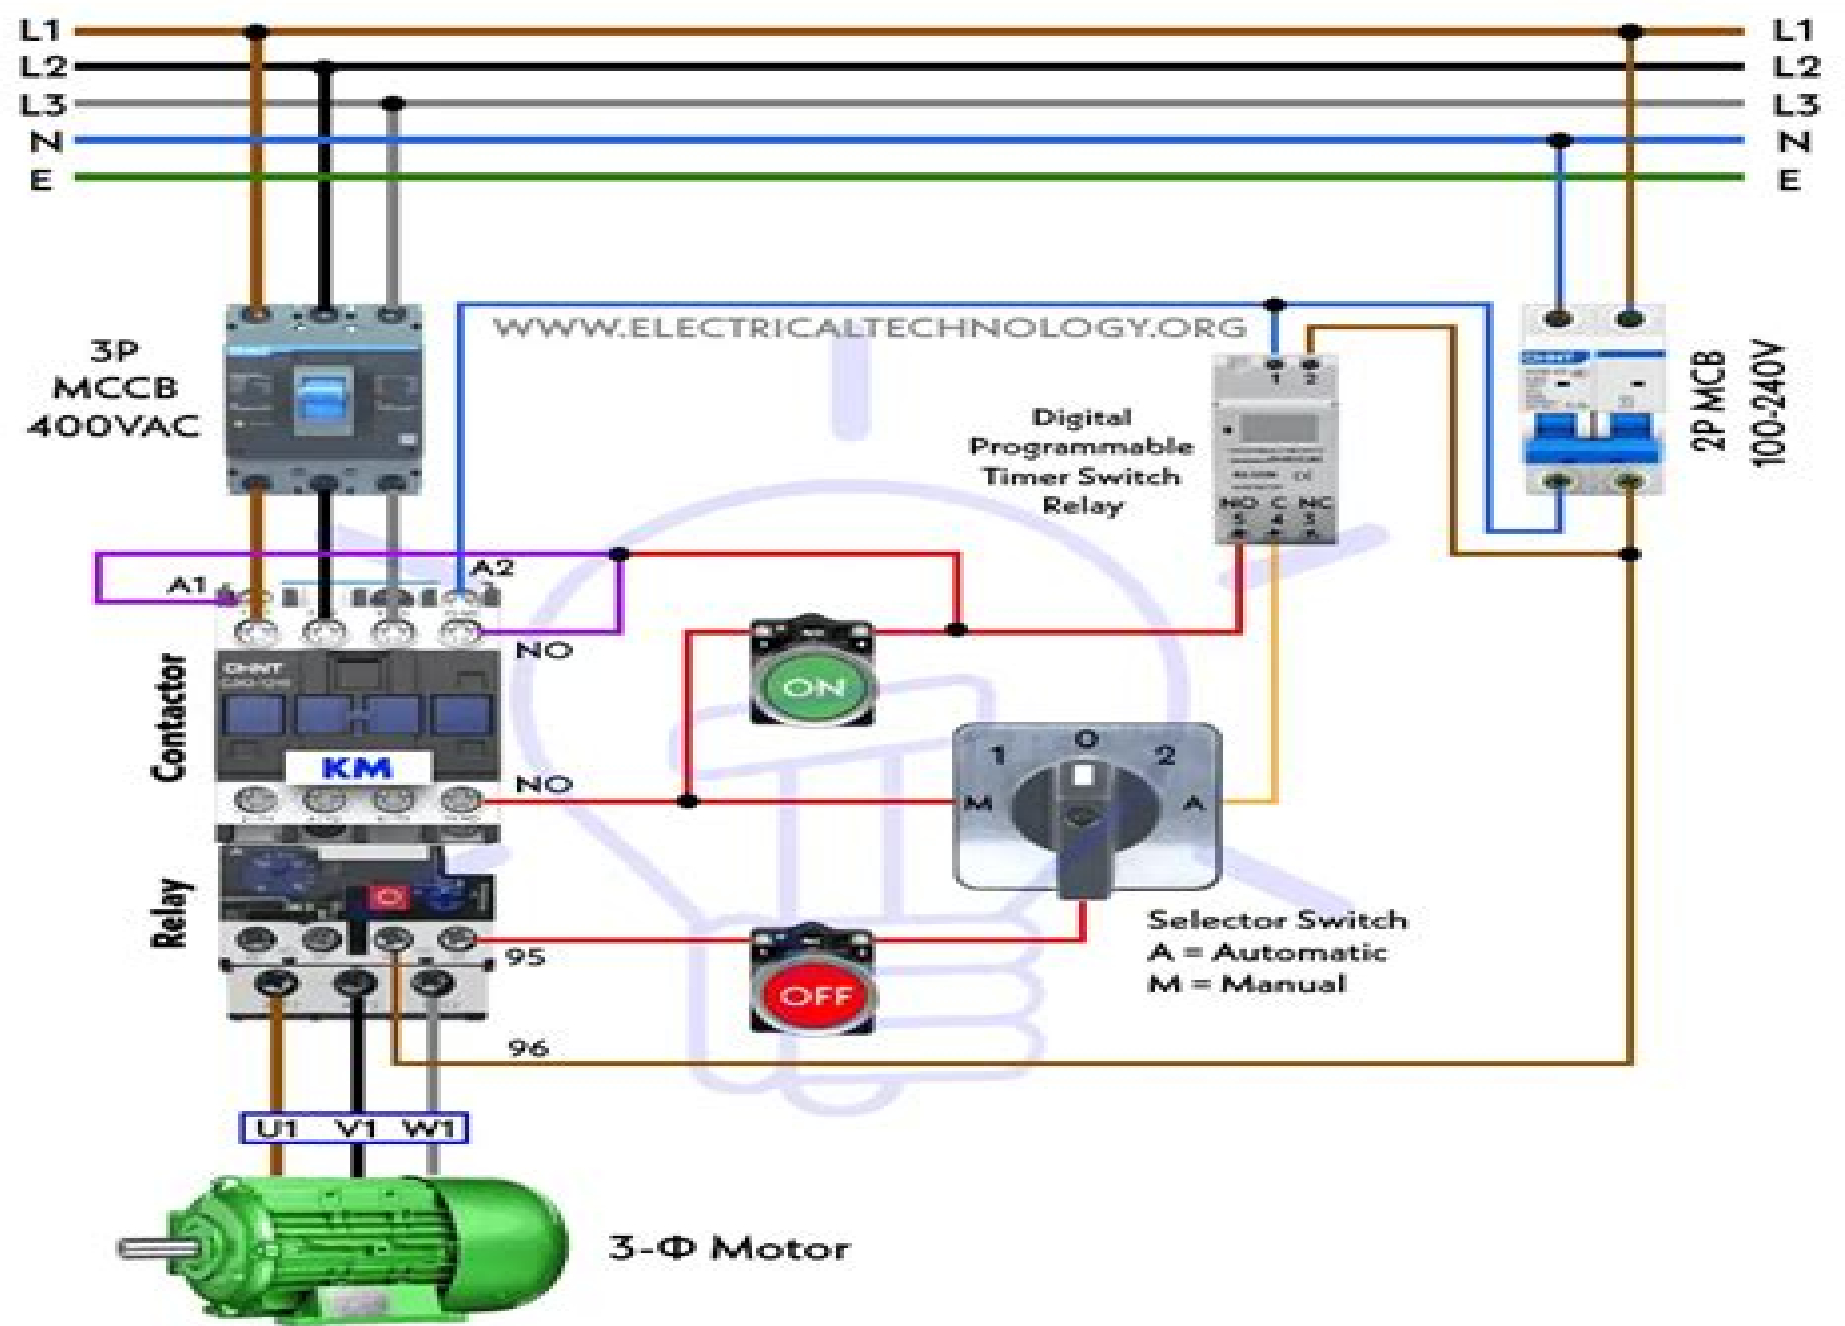 L1 L1
L2 L2
L3 L3
N N
E E
WWW.ELECTRICALTECHNOLOGY.ORG
3P
MCCB
400VAC
1 2
Digital
Programmable
Timer Switch
Relay
NO C NC
2P MCB
100-240V
A1
A2
NO
CHNT
Contactor
ON
KM
NO
1 0 2
M A
Relay
95
OFF
Selector Switch
A = Automatic
M = Manual
96
U1 V1 W1
3-Φ Motor